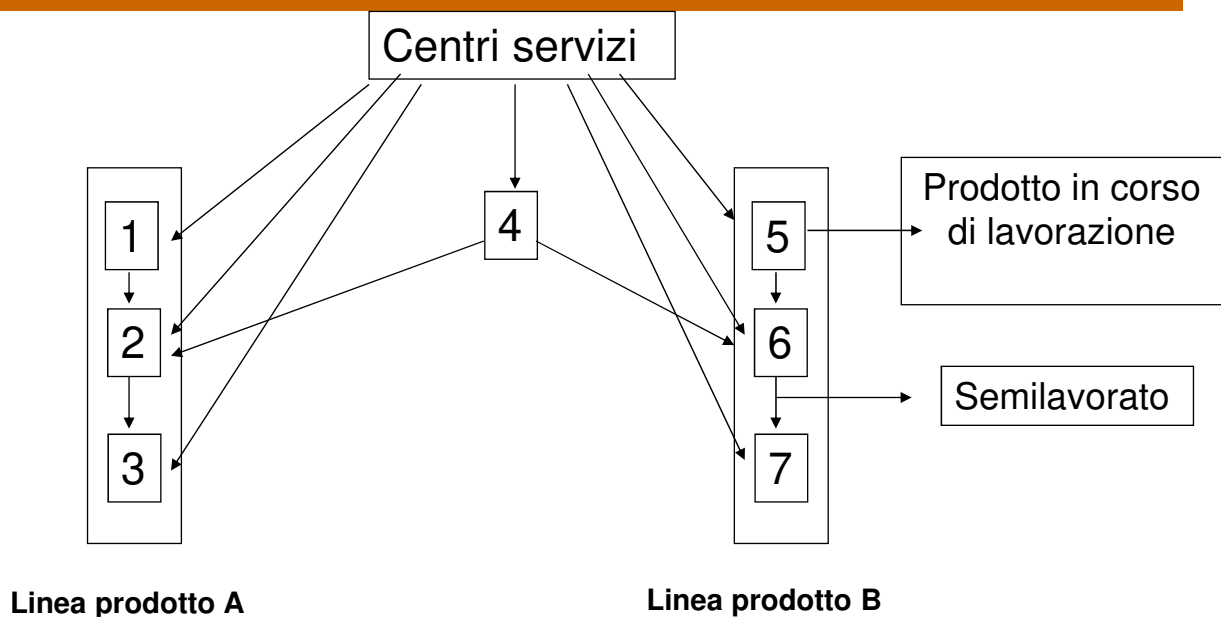 Centri servizi
1
4
5
Prodotto in corso
di lavorazione
2
6
Semilavorato
3
7
Linea prodotto A
Linea prodotto B